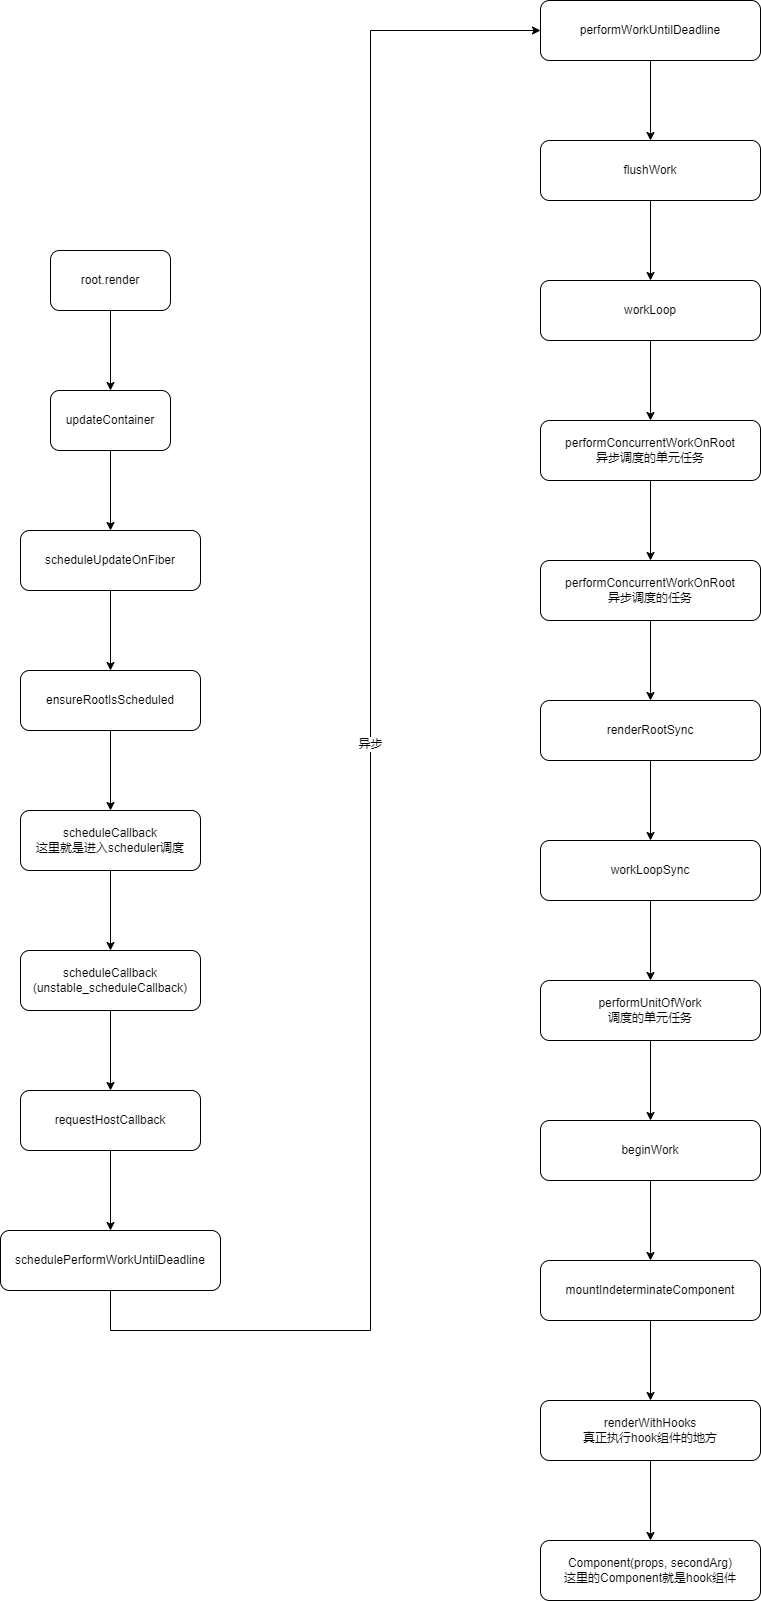 root.render
updateContainer
scheduleUpdateOnFiber
ensureRootIsScheduled
scheduleCallback
这里就是进入scheduler调度
scheduleCallback
(unstable_scheduleCallback)
requestHostCallback
schedulePerformWorkUntilDeadline
异步
performWorkUntilDeadline
flushWork
workLoop
performConcurrentWorkOnRoot
异步调度的单元任务
performConcurrentWorkOnRoot
异步调度的任务
renderRootSync
workLoopSync
performUnitOfWork
调度的单元任务
beginWork
mountIndeterminateComponent
renderWithHooks
真正执行hook组件的地方
Component(props, secondArg)
这里的Component就是hook组件